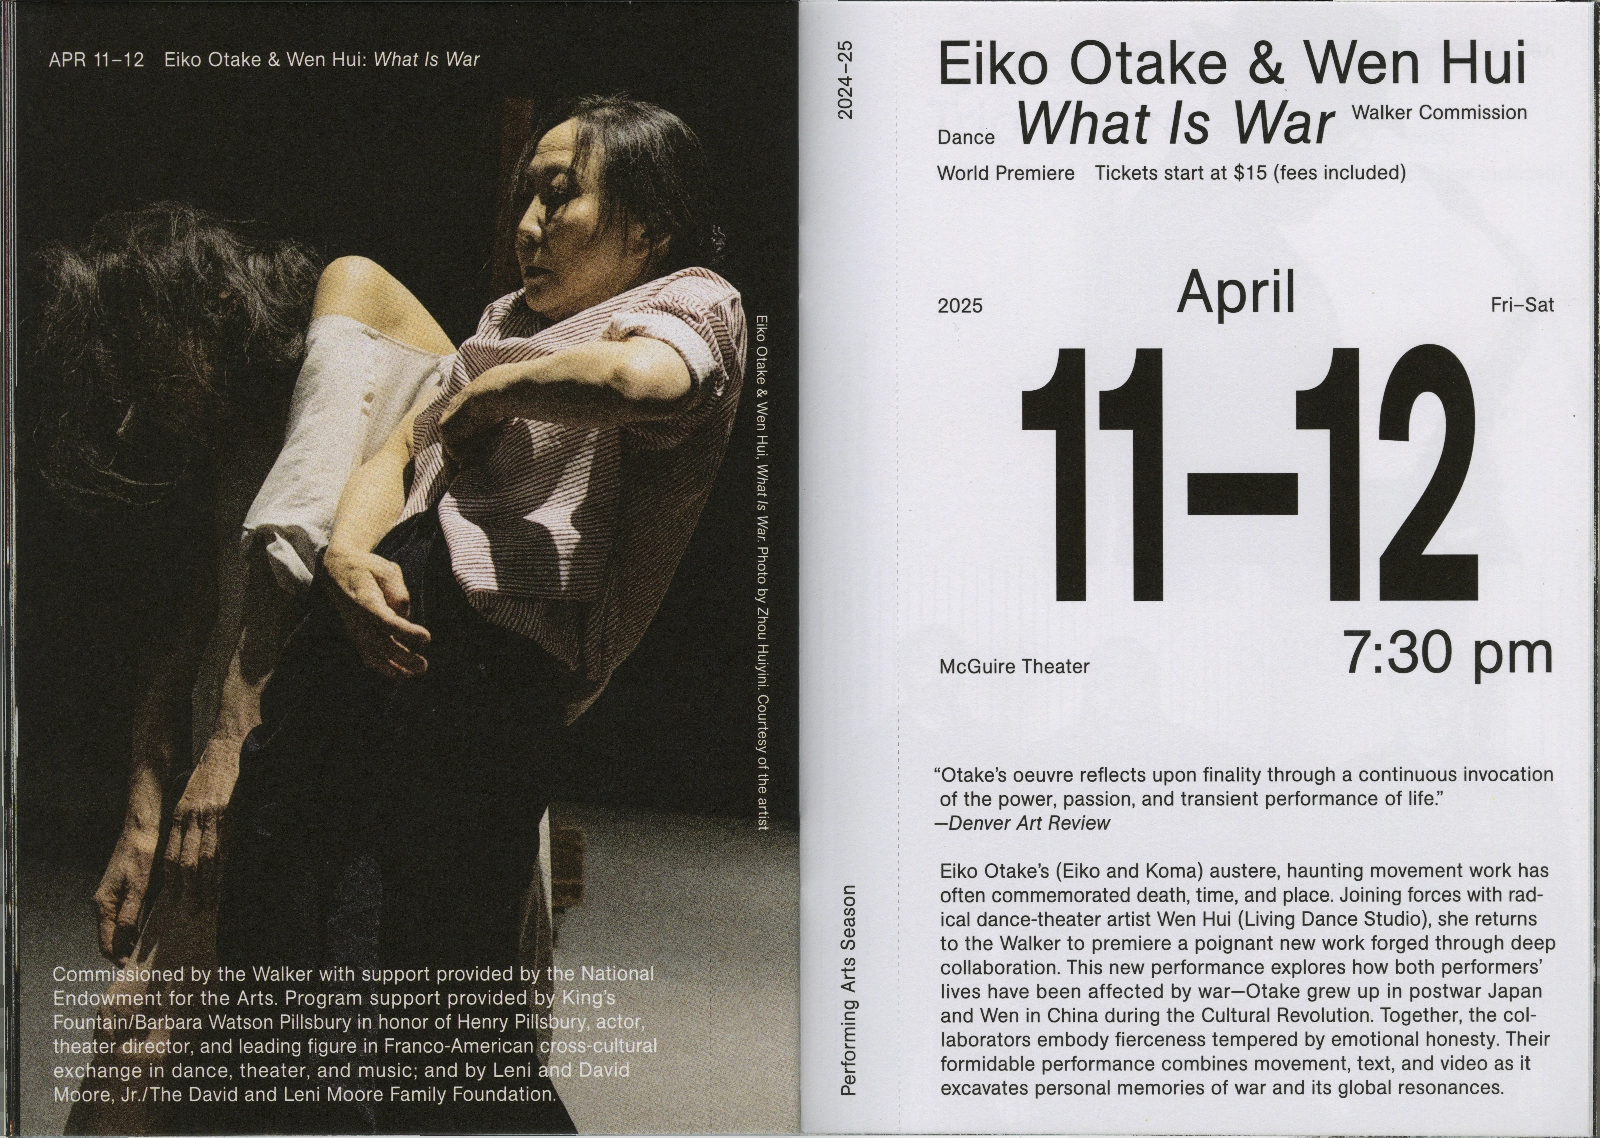 APR 11–12 Eiko Otake & Wen Hui: What Is War
Eiko Otake & Wen Hui, What Is War. Photo by Zhou Huiyini. Courtesy of the artist
Commissioned by the Walker with support provided by the National
Endowment for the Arts. Program support provided by King's
Fountain/Barbara Watson Pillsbury in honor of Henry Pillsbury, actor,
theater director, and leading figure in Franco-American cross-cultural
exchange in dance, theater, and music; and by Leni and David
Moore, Jr./The David and Leni Moore Family Foundation.
2024–25
Performing Arts Season
Eiko Otake & Wen Hui
Dance What Is War Walker Commission
World Premiere Tickets start at $15 (fees included)
2025 April Fri–Sat
11–12
McGuire Theater 7:30 pm
“Otake’s oeuvre reflects upon finality through a continuous invocation
of the power, passion, and transient performance of life.”
—Denver Art Review
Eiko Otake’s (Eiko and Koma) austere, haunting movement work has
often commemorated death, time, and place. Joining forces with rad-
ical dance-theater artist Wen Hui (Living Dance Studio), she returns
to the Walker to premiere a poignant new work forged through deep
collaboration. This new performance explores how both performers’
lives have been affected by war—Otake grew up in postwar Japan
and Wen in China during the Cultural Revolution. Together, the col-
laborators embody fierceness tempered by emotional honesty. Their
formidable performance combines movement, text, and video as it
excavates personal memories of war and its global resonances.